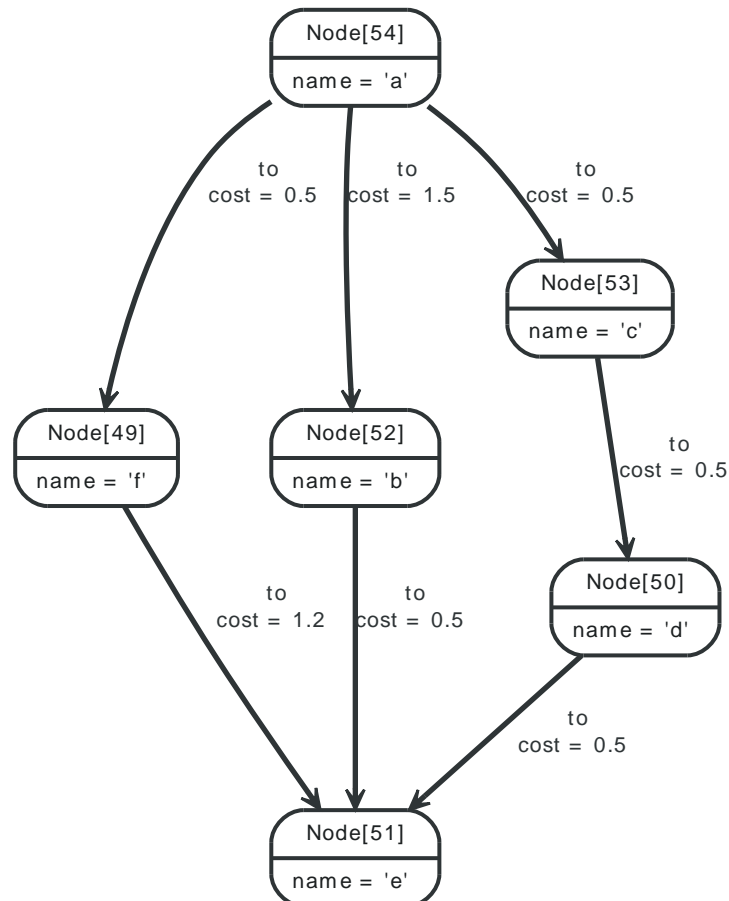 Node[54]
name = 'a'
to
cost = 0.5
to
cost = 1.5
to
cost = 0.5
Node[53]
name = 'c'
Node[49]
name = 'f'
Node[52]
name = 'b'
to
cost = 0.5
Node[50]
name = 'd'
to
cost = 1.2
to
cost = 0.5
to
cost = 0.5
Node[51]
name = 'e'